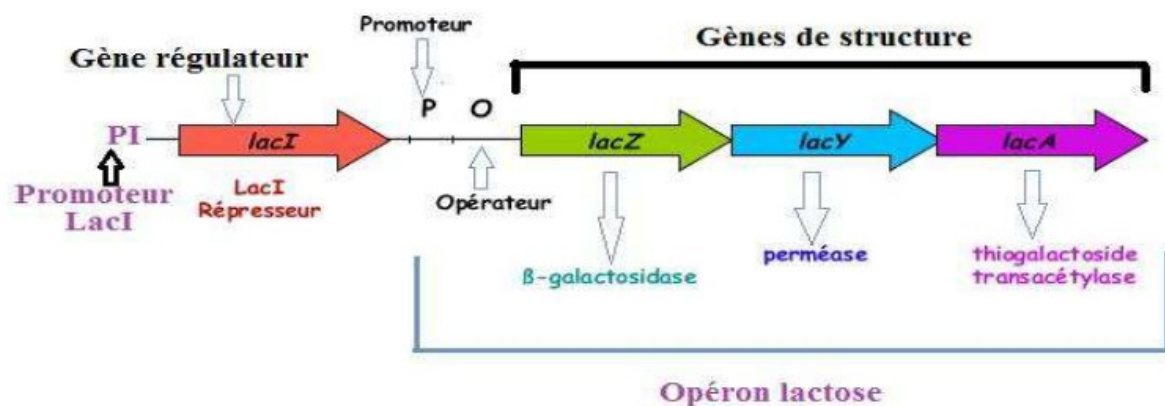 Promoteur
Gènes de structure
Gène régulateur
P O
PI lacI lacZ lacY lacA
Promoteur
LacI
LacI
Répresseur
Opérateur
ß-galactosidase
perméase
thiogalactoside
transacétylase
Opéron lactose